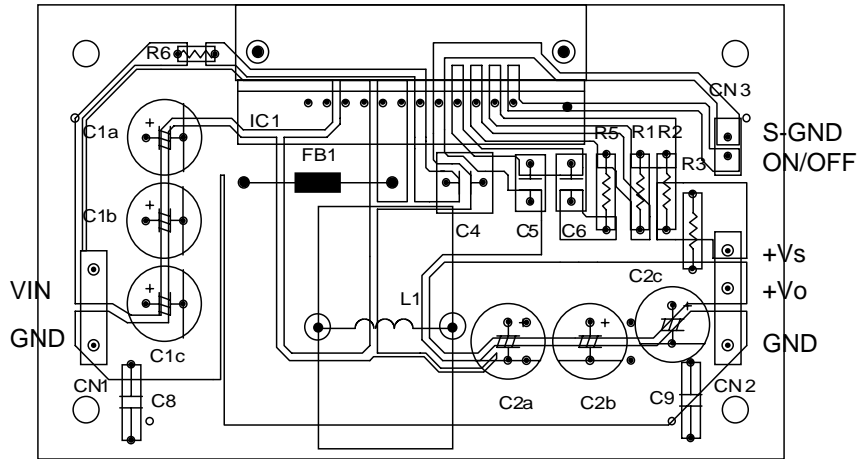 R6
CN3
C1a
IC1
R5
R1
R2
S-GND
FB1
R3
ON/OFF
C1b
C4
C5
C6
+Vs
C2c
VIN
L1
+Vo
GND
C1c
GND
CN1
C8
C2a
C2b
C9
CN2